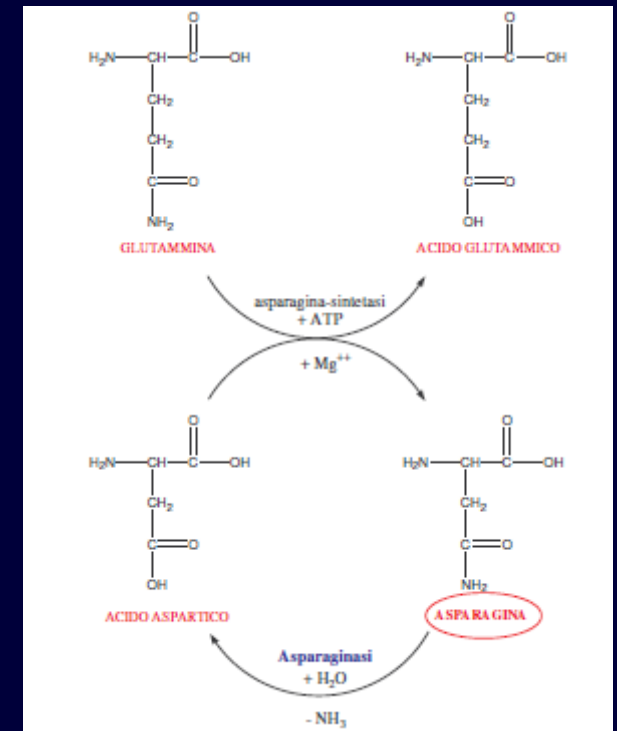 O O
H₂N—CH—C—OH H₂N—CH—C—OH
CH₂ CH₂
CH₂ CH₂
C=O C=O
NH₂ OH
GLUTAMMINA ACIDO GLUTAMMICO
asparagina-sintetasi
+ ATP
+ Mg⁺⁺
O O
H₂N—CH—C—OH H₂N—CH—C—OH
CH₂ CH₂
C=O C=O
OH NH₂
ACIDO ASPARTICO ASPARAGINA
Asparaginasi
+ H₂O
- NH₃